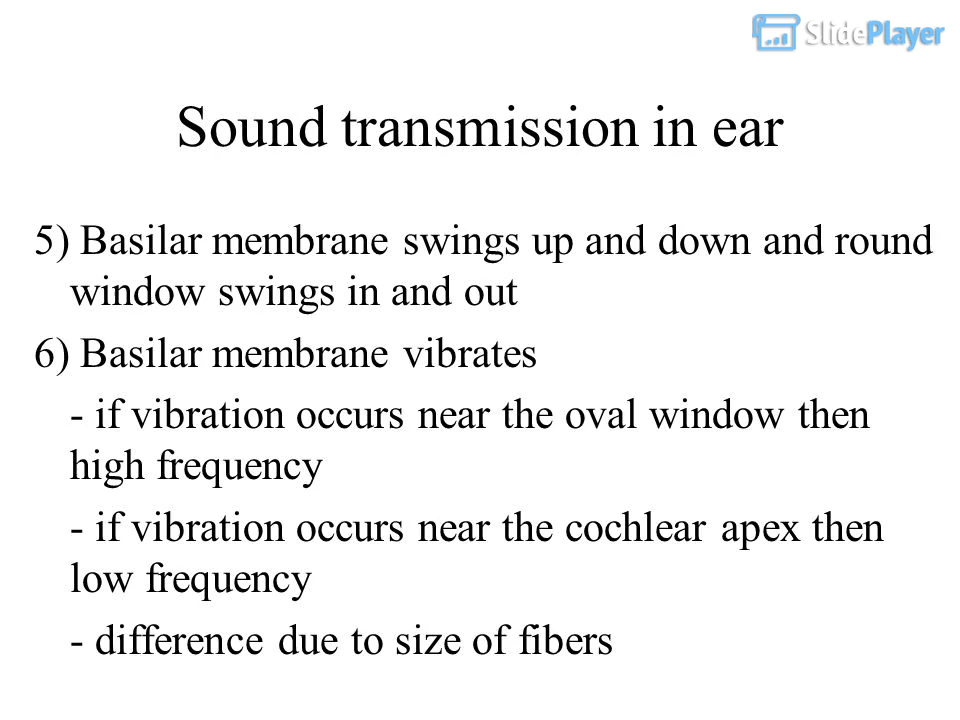 SlidePlayer
Sound transmission in ear
5) Basilar membrane swings up and down and round
window swings in and out
6) Basilar membrane vibrates
- if vibration occurs near the oval window then
high frequency
- if vibration occurs near the cochlear apex then
low frequency
- difference due to size of fibers